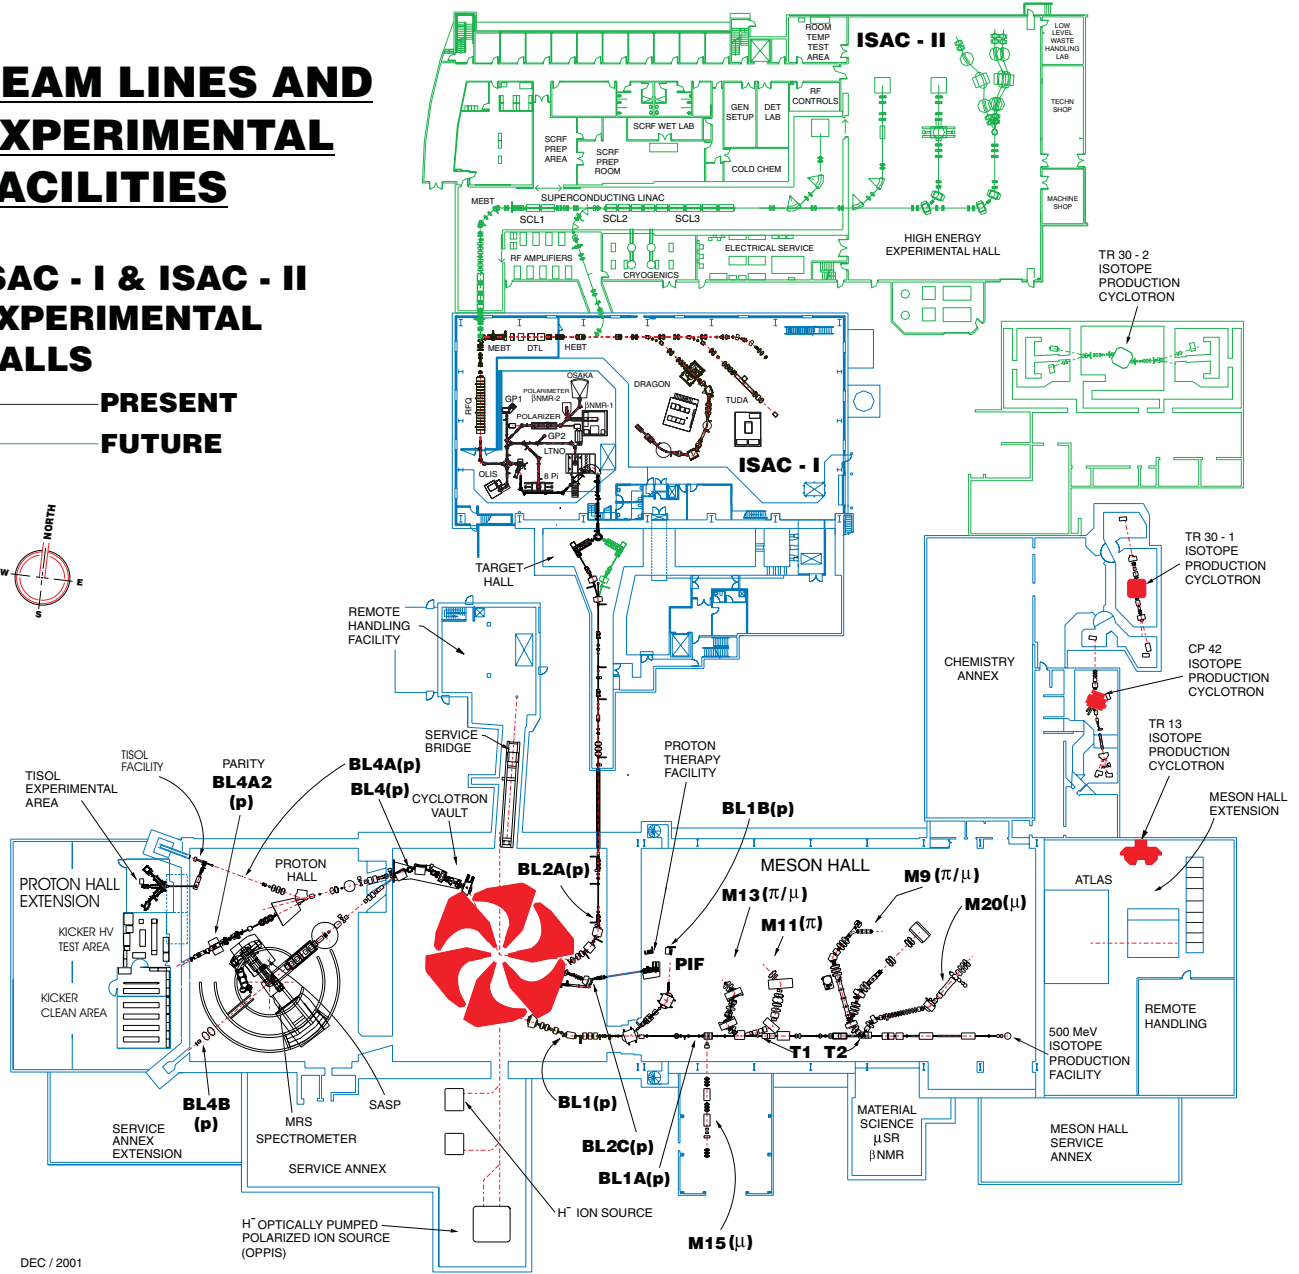 EAM LINES AND
XPERIMENTAL
ACILITIES
SAC - I & ISAC - II
XPERIMENTAL
ALLS
PRESENT
FUTURE
NORTH
W
E
S
ISAC - II
ROOM
TEMP
TEST
AREA
LOW
LEVEL
WASTE
HANDLING
LAB
TECHN
SHOP
MACHINE
SHOP
RF
CONTROLS
GEN
SETUP
DET
LAB
SCRF WET LAB
SCRF
PREP
AREA
SCRF
PREP
ROOM
COLD CHEM
MEBT
SUPERCONDUCTING LINAC
SCL1
SCL2
SCL3
RF AMPLIFIERS
CRYOGENICS
ELECTRICAL SERVICE
HIGH ENERGY
EXPERIMENTAL HALL
TR 30 - 2
ISOTOPE
PRODUCTION
CYCLOTRON
MEBT
DTL
HEBT
RFQ
OSAKA
POLARIMETER
βNMR-2
GP1
βNMR-1
POLARIZER
GP2
LTNO
OLIS
8 Pi
DRAGON
TUDA
ISAC - I
TARGET
HALL
TR 30 - 1
ISOTOPE
PRODUCTION
CYCLOTRON
REMOTE
HANDLING
FACILITY
CHEMISTRY
ANNEX
CP 42
ISOTOPE
PRODUCTION
CYCLOTRON
TR 13
ISOTOPE
PRODUCTION
CYCLOTRON
SERVICE
BRIDGE
PROTON
THERAPY
FACILITY
TISOL
FACILITY
PARITY
BL4A2
(p)
BL4A(p)
BL4(p)
CYCLOTRON
VAULT
TISOL
EXPERIMENTAL
AREA
BL1B(p)
MESON HALL
EXTENSION
PROTON
HALL
BL2A(p)
MESON HALL
PROTON HALL
EXTENSION
M13(π/μ)
M9(π/μ)
M11(π)
M20(μ)
ATLAS
KICKER HV
TEST AREA
PIF
KICKER
CLEAN AREA
REMOTE
HANDLING
T1
T2
500 MeV
ISOTOPE
PRODUCTION
FACILITY
BL4B
(p)
SASP
MRS
SPECTROMETER
BL1(p)
BL2C(p)
BL1A(p)
MATERIAL
SCIENCE
μSR
βNMR
MESON HALL
SERVICE
ANNEX
SERVICE
ANNEX
EXTENSION
SERVICE ANNEX
H⁻ ION SOURCE
H⁻ OPTICALLY PUMPED
POLARIZED ION SOURCE
(OPPIS)
M15(μ)
DEC / 2001